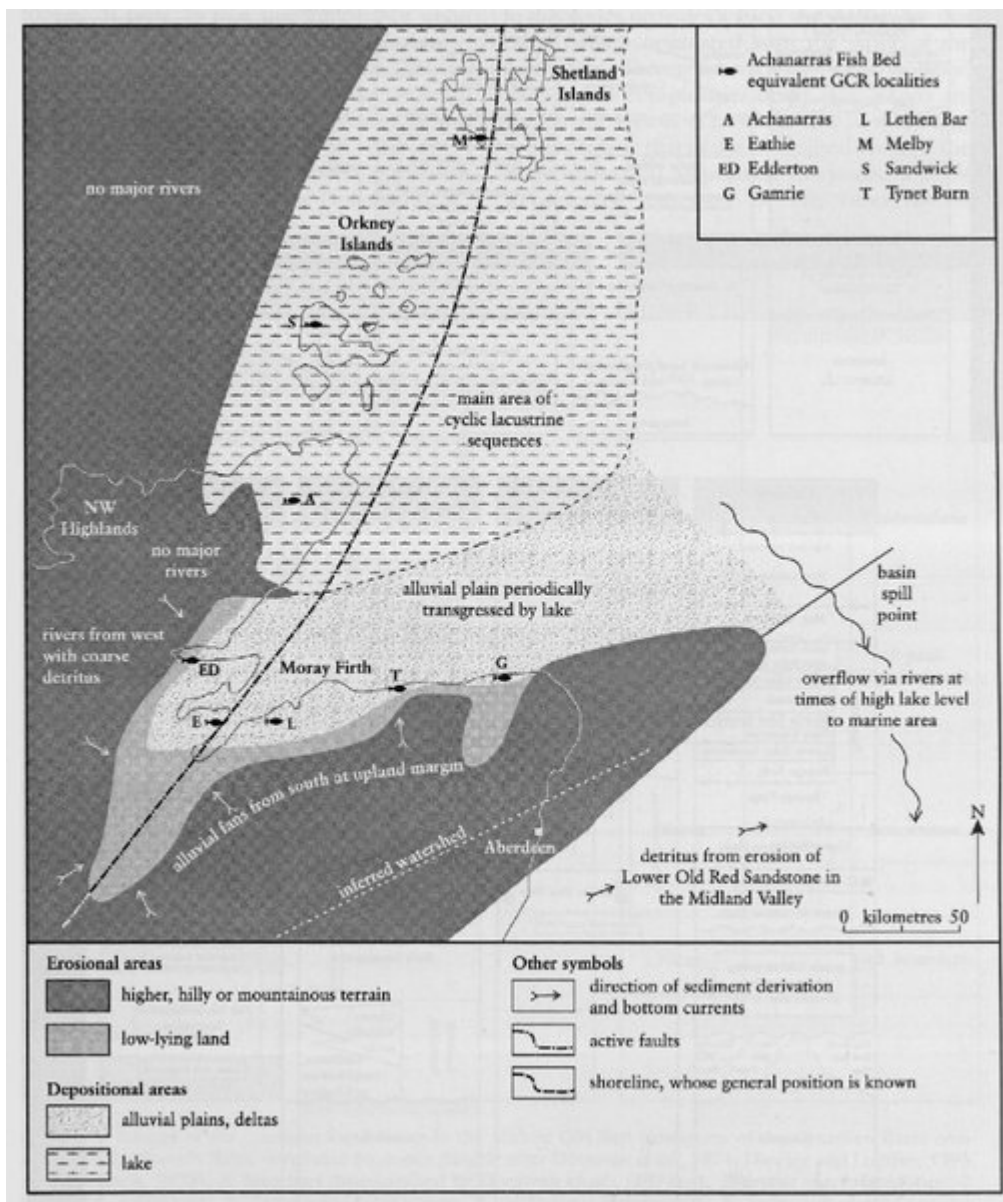 Shetland
Islands
Achanarras Fish Bed
equivalent GCR localities
A Achanarras
L Lethen Bar
E Eathie
M Melby
ED Edderton
S Sandwick
G Gamrie
T Tynet Burn
M
no major rivers
Orkney
Islands
S
main area of
cyclic lacustrine
sequences
NW
Highlands
A
no major
rivers
alluvial plain periodically
transgressed by lake
basin
spill
point
rivers from west
with coarse
detritus
ED
Moray Firth
T
G
overflow via rivers at
times of high lake level
to marine area
E
L
alluvial fans from south at upland margin
inferred watershed
Aberdeen
N
detritus from erosion of
Lower Old Red Sandstone in
the Midland Valley
0 kilometres 50
Erosional areas
higher, hilly or mountainous terrain
low-lying land
Depositional areas
alluvial plains, deltas
lake
Other symbols
direction of sediment derivation
and bottom currents
active faults
shoreline, whose general position is known